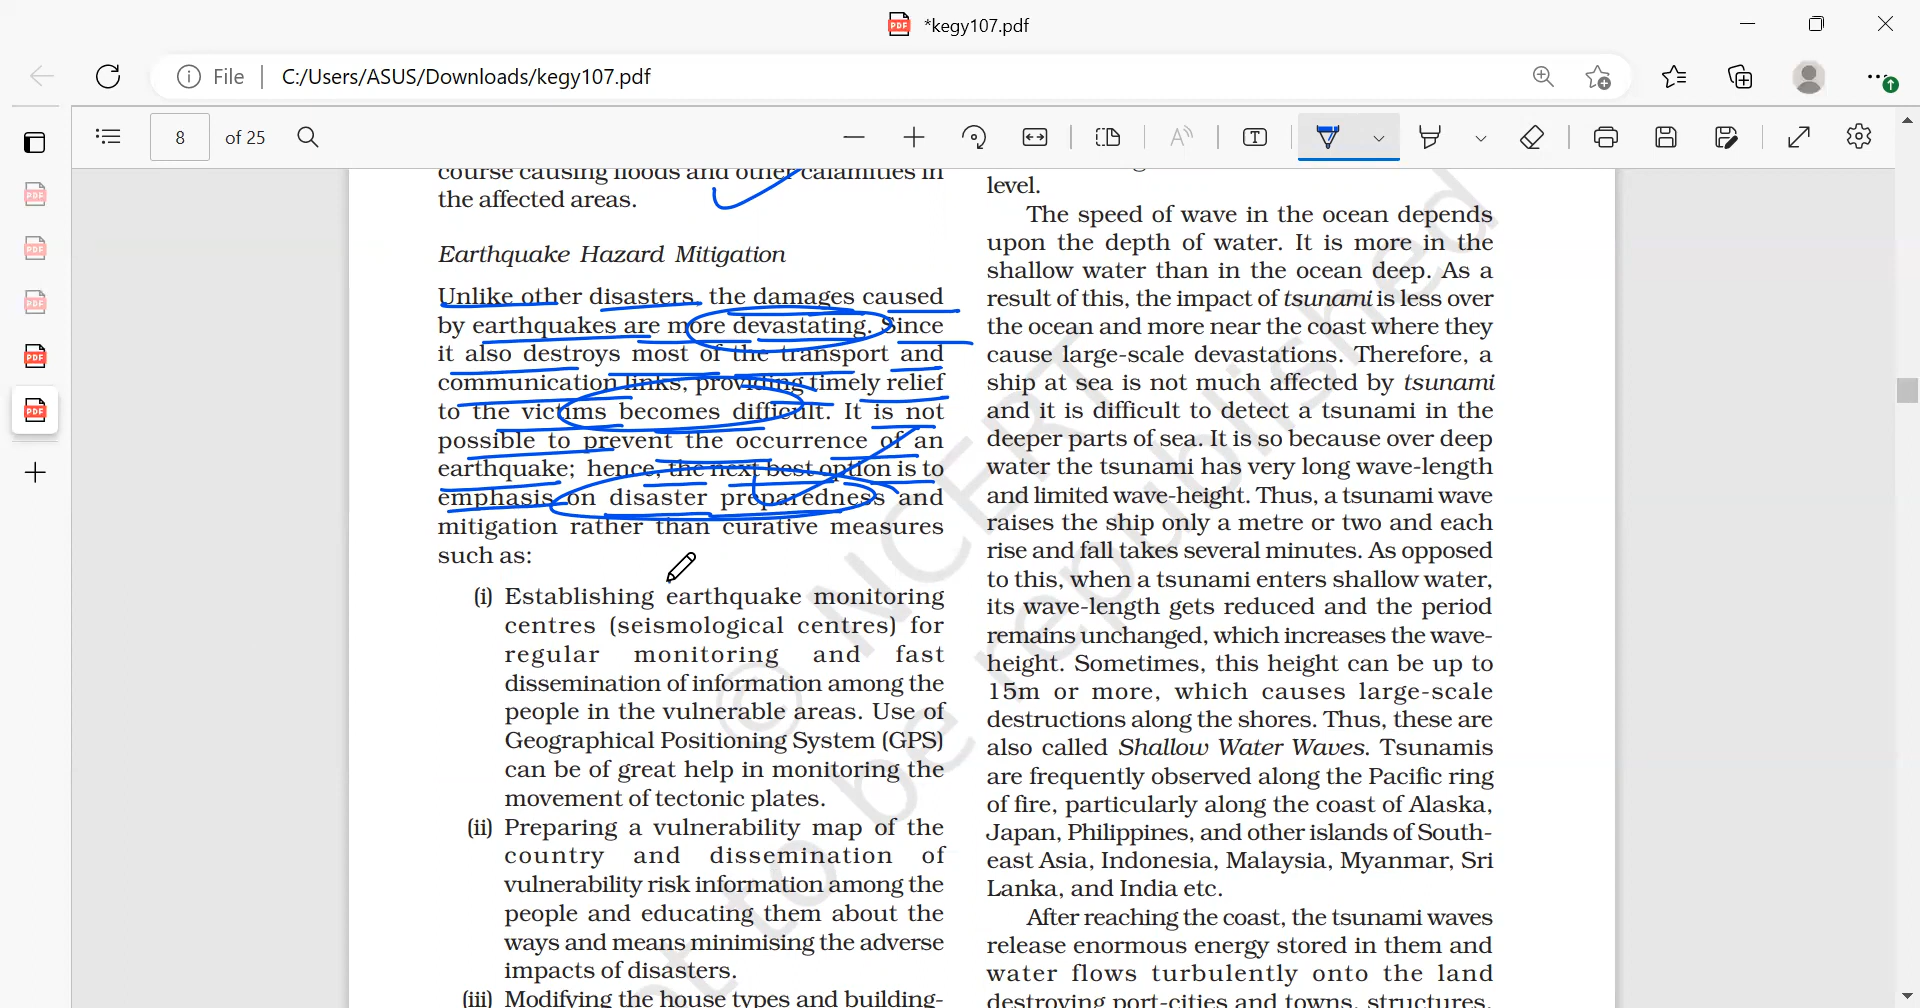 *kegy107.pdf
File
C:/Users/ASUS/Downloads/kegy107.pdf
8 of 25
course causing floods and other calamities in
the affected areas.
Earthquake Hazard Mitigation
Unlike other disasters, the damages caused
by earthquakes are more devastating. Since
it also destroys most of the transport and
communication links, providing timely relief
to the victims becomes difficult. It is not
possible to prevent the occurrence of an
earthquake; hence, the next best option is to
emphasis on disaster preparedness and
mitigation rather than curative measures
such as:
(i) Establishing earthquake monitoring
centres (seismological centres) for
regular monitoring and fast
dissemination of information among the
people in the vulnerable areas. Use of
Geographical Positioning System (GPS)
can be of great help in monitoring the
movement of tectonic plates.
(ii) Preparing a vulnerability map of the
country and dissemination of
vulnerability risk information among the
people and educating them about the
ways and means minimising the adverse
impacts of disasters.
(iii) Modifying the house types and building-
level.
The speed of wave in the ocean depends
upon the depth of water. It is more in the
shallow water than in the ocean deep. As a
result of this, the impact of tsunami is less over
the ocean and more near the coast where they
cause large-scale devastations. Therefore, a
ship at sea is not much affected by tsunami
and it is difficult to detect a tsunami in the
deeper parts of sea. It is so because over deep
water the tsunami has very long wave-length
and limited wave-height. Thus, a tsunami wave
raises the ship only a metre or two and each
rise and fall takes several minutes. As opposed
to this, when a tsunami enters shallow water,
its wave-length gets reduced and the period
remains unchanged, which increases the wave-
height. Sometimes, this height can be up to
15m or more, which causes large-scale
destructions along the shores. Thus, these are
also called Shallow Water Waves. Tsunamis
are frequently observed along the Pacific ring
of fire, particularly along the coast of Alaska,
Japan, Philippines, and other islands of South-
east Asia, Indonesia, Malaysia, Myanmar, Sri
Lanka, and India etc.
After reaching the coast, the tsunami waves
release enormous energy stored in them and
water flows turbulently onto the land
destroying port-cities and towns, structures,
© NCERT
not to be republished